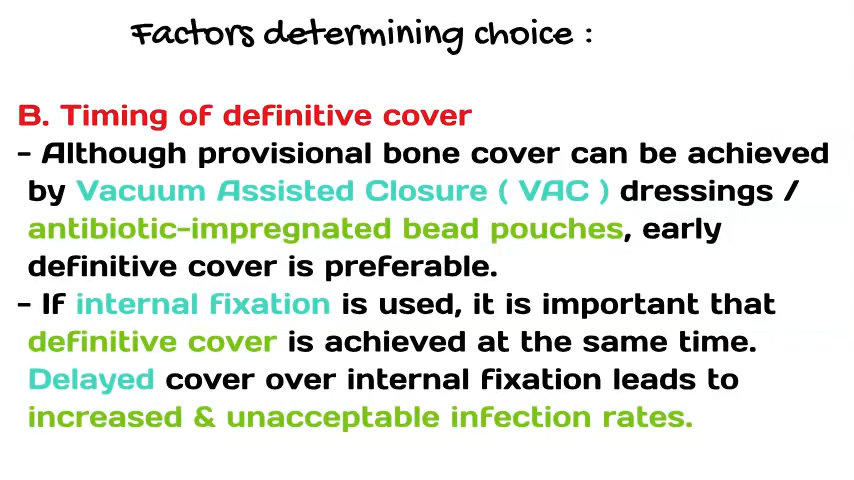 Factors determining choice :
B. Timing of definitive cover
- Although provisional bone cover can be achieved
by Vacuum Assisted Closure ( VAC ) dressings /
antibiotic-impregnated bead pouches, early
definitive cover is preferable.
- If internal fixation is used, it is important that
definitive cover is achieved at the same time.
Delayed cover over internal fixation leads to
increased & unacceptable infection rates.